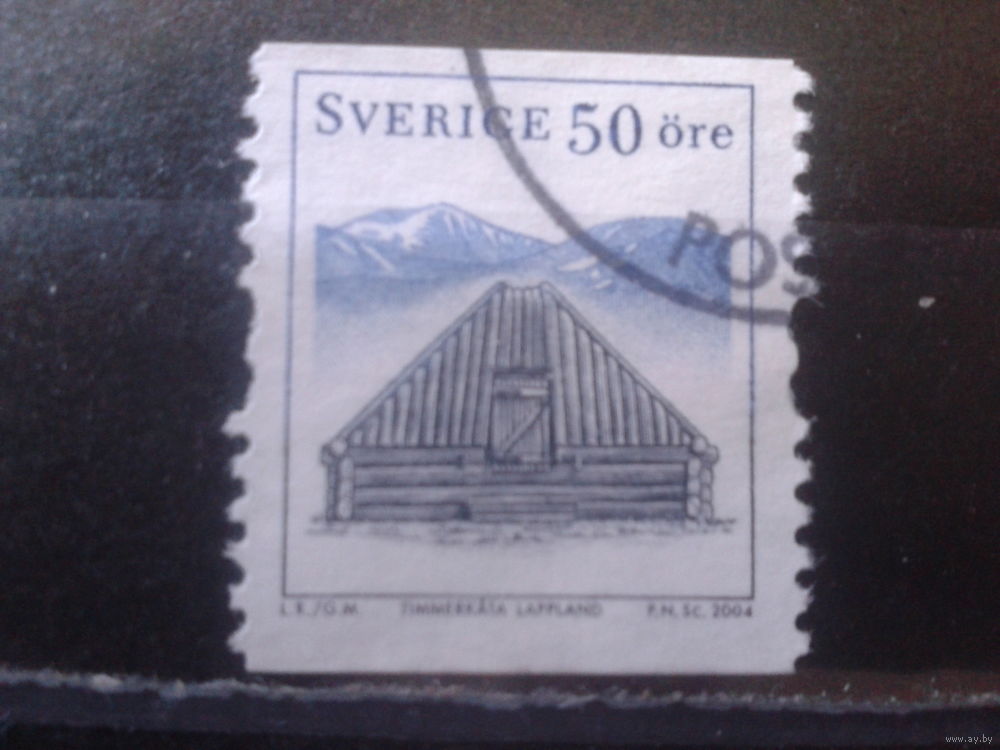 SVERIGE 50 öre
POS
L.E./G.M. TIMMERKÅTA LAPPLAND P.N. Sc. 2004
www.ay.by